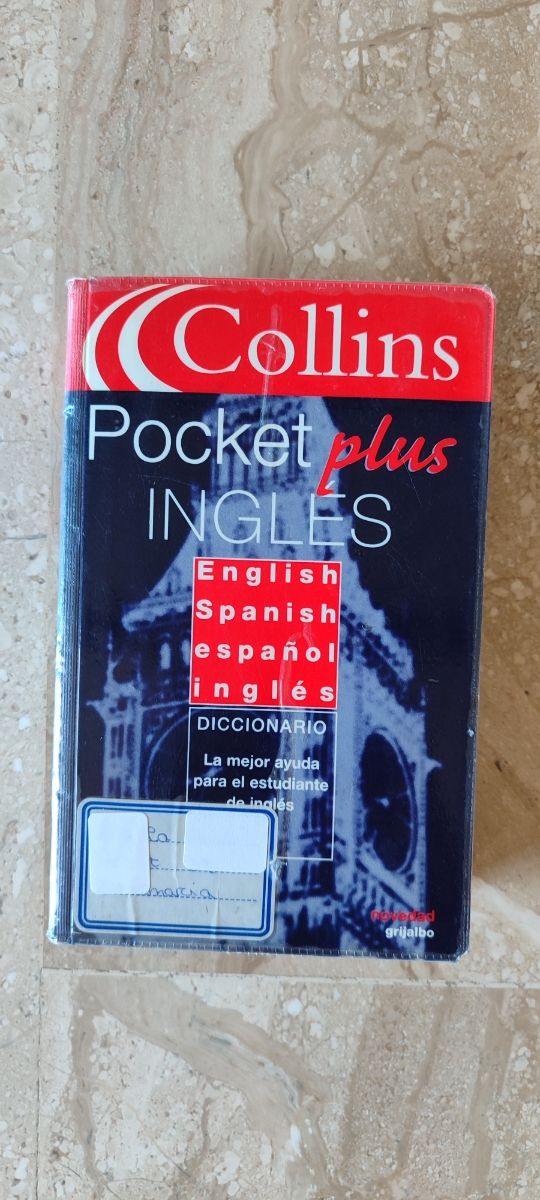 Collins
Pocket plus
INGLÉS
English
Spanish
español
inglés
DICCIONARIO
La mejor ayuda
para el estudiante
de inglés
novedad
grijalbo